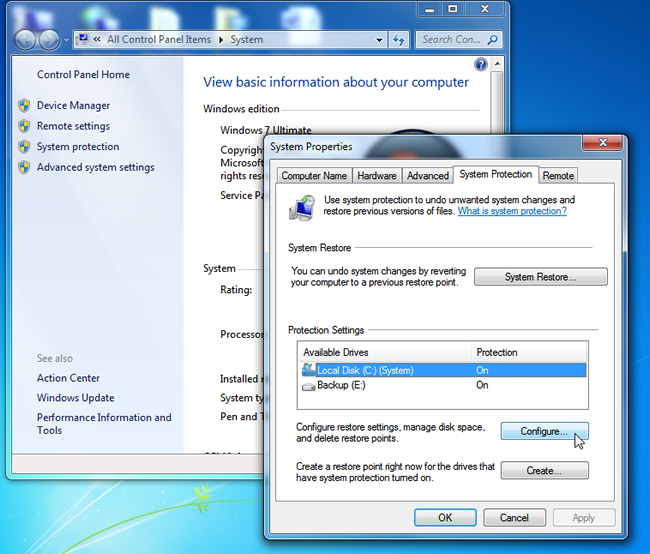 All Control Panel Items
System
Search Con...
Control Panel Home
Device Manager
Remote settings
System protection
Advanced system settings
See also
Action Center
Windows Update
Performance Information and
Tools
View basic information about your computer
Windows edition
Windows 7 Ultimate
Copyrig
Microsof
rights res
Service Pa
System
Rating:
Processor
Installed
System ty
Pen and T
System Properties
Computer Name
Hardware
Advanced
System Protection
Remote
Use system protection to undo unwanted system changes and
restore previous versions of files. What is system protection?
System Restore
You can undo system changes by reverting
your computer to a previous restore point.
System Restore...
Protection Settings
Available Drives Protection
Local Disk (C:) (System) On
Backup (E:) On
Configure restore settings, manage disk space,
and delete restore points.
Configure...
Create a restore point right now for the drives that
have system protection turned on.
Create...
OK
Cancel
Apply